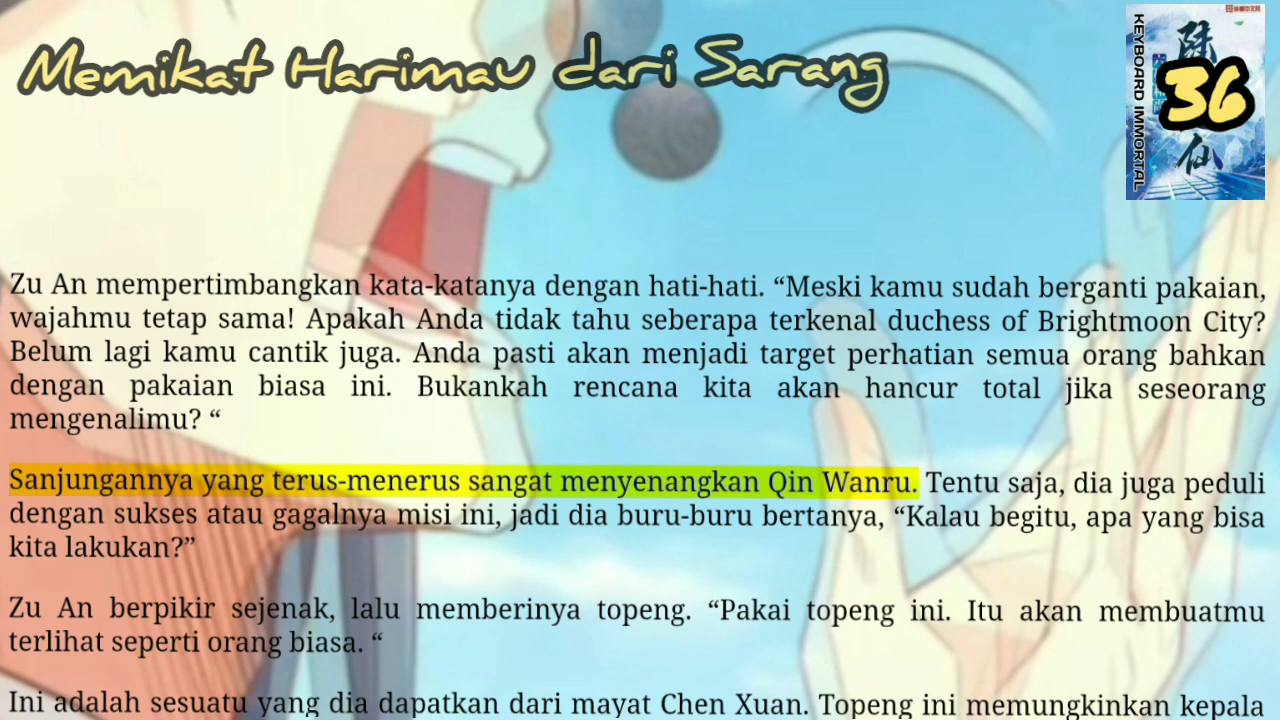 Memikat Harimau dari Sarang
陆
36
仙
KEYBOARD IMMORTAL
Zu An mempertimbangkan kata-katanya dengan hati-hati. “Meski kamu sudah berganti pakaian,
wajahmu tetap sama! Apakah Anda tidak tahu seberapa terkenal duchess of Brightmoon City?
Belum lagi kamu cantik juga. Anda pasti akan menjadi target perhatian semua orang bahkan
dengan pakaian biasa ini. Bukankah rencana kita akan hancur total jika seseorang
mengenalimu? “
Sanjungannya yang terus-menerus sangat menyenangkan Qin Wanru. Tentu saja, dia juga peduli
dengan sukses atau gagalnya misi ini, jadi dia buru-buru bertanya, “Kalau begitu, apa yang bisa
kita lakukan?”
Zu An berpikir sejenak, lalu memberinya topeng. “Pakai topeng ini. Itu akan membuatmu
terlihat seperti orang biasa. “
Ini adalah sesuatu yang dia dapatkan dari mayat Chen Xuan. Topeng ini memungkinkan kepala